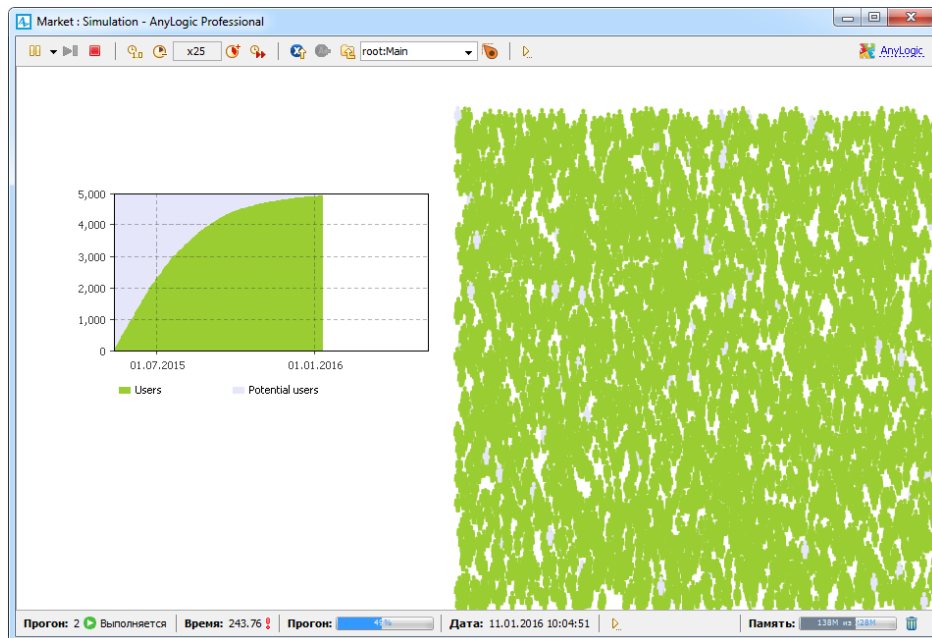 Market : Simulation - AnyLogic Professional
x25
root:Main
AnyLogic
5,000
4,000
3,000
2,000
1,000
0
01.07.2015
01.01.2016
Users
Potential users
Прогон: 2 Выполняется
Время: 243.76
Прогон:
Дата: 11.01.2016 10:04:51
Память: 138M из